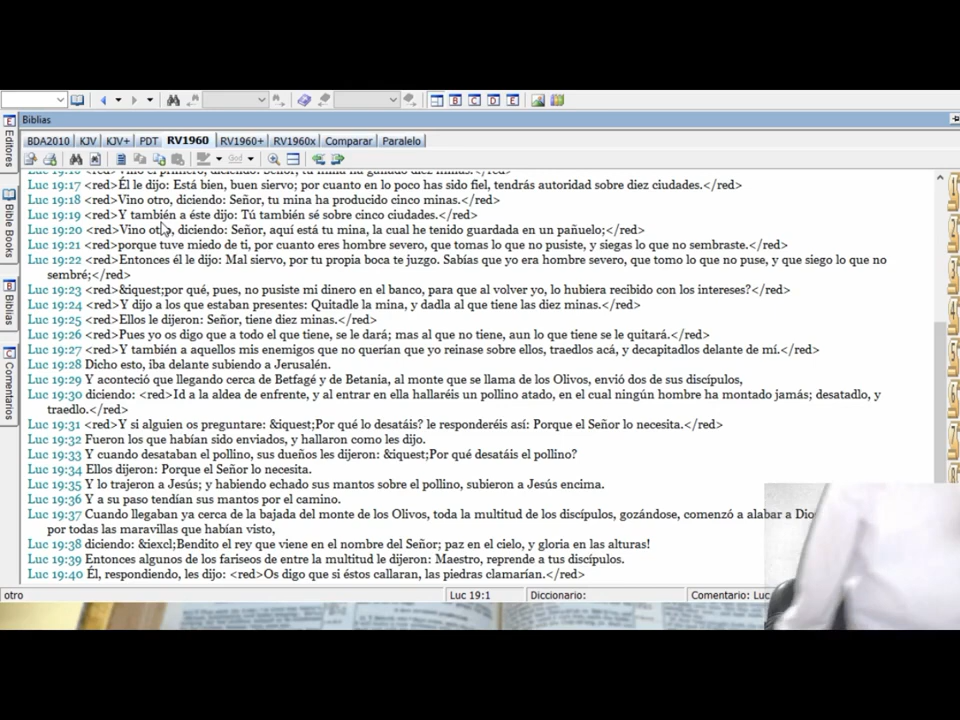 Biblias
BDA2010 KJV KJV+ PDT RV1960 RV1960+ RV1960x Comparar Paralelo
Editores
Bible Books
Biblias
Comentarios
Luc 19:17 <red>Él le dijo: Está bien, buen siervo; por cuanto en lo poco has sido fiel, tendrás autoridad sobre diez ciudades.</red>
Luc 19:18 <red>Vino otro, diciendo: Señor, tu mina ha producido cinco minas.</red>
Luc 19:19 <red>Y también a éste dijo: Tú también sé sobre cinco ciudades.</red>
Luc 19:20 <red>Vino otro, diciendo: Señor, aquí está tu mina, la cual he tenido guardada en un pañuelo;</red>
Luc 19:21 <red>porque tuve miedo de ti, por cuanto eres hombre severo, que tomas lo que no pusiste, y siegas lo que no sembraste.</red>
Luc 19:22 <red>Entonces él le dijo: Mal siervo, por tu propia boca te juzgo. Sabías que yo era hombre severo, que tomo lo que no puse, y que siego lo que no
sembré;</red>
Luc 19:23 <red>&iquest;por qué, pues, no pusiste mi dinero en el banco, para que al volver yo, lo hubiera recibido con los intereses?</red>
Luc 19:24 <red>Y dijo a los que estaban presentes: Quitadle la mina, y dadla al que tiene las diez minas.</red>
Luc 19:25 <red>Ellos le dijeron: Señor, tiene diez minas.</red>
Luc 19:26 <red>Pues yo os digo que a todo el que tiene, se le dará; mas al que no tiene, aun lo que tiene se le quitará.</red>
Luc 19:27 <red>Y también a aquellos mis enemigos que no querían que yo reinase sobre ellos, traedlos acá, y decapitadlos delante de mí.</red>
Luc 19:28 Dicho esto, iba delante subiendo a Jerusalén.
Luc 19:29 Y aconteció que llegando cerca de Betfagé y de Betania, al monte que se llama de los Olivos, envió dos de sus discípulos,
Luc 19:30 diciendo: <red>Id a la aldea de enfrente, y al entrar en ella hallaréis un pollino atado, en el cual ningún hombre ha montado jamás; desatadlo, y
traedlo.</red>
Luc 19:31 <red>Y si alguien os preguntare: &iquest;Por qué lo desatáis? le responderéis así: Porque el Señor lo necesita.</red>
Luc 19:32 Fueron los que habían sido enviados, y hallaron como les dijo.
Luc 19:33 Y cuando desataban el pollino, sus dueños les dijeron: &iquest;Por qué desatáis el pollino?
Luc 19:34 Ellos dijeron: Porque el Señor lo necesita.
Luc 19:35 Y lo trajeron a Jesús; y habiendo echado sus mantos sobre el pollino, subieron a Jesús encima.
Luc 19:36 Y a su paso tendían sus mantos por el camino.
Luc 19:37 Cuando llegaban ya cerca de la bajada del monte de los Olivos, toda la multitud de los discípulos, gozándose, comenzó a alabar a Dio
por todas las maravillas que habían visto,
Luc 19:38 diciendo: &iexcl;Bendito el rey que viene en el nombre del Señor; paz en el cielo, y gloria en las alturas!
Luc 19:39 Entonces algunos de los fariseos de entre la multitud le dijeron: Maestro, reprende a tus discípulos.
Luc 19:40 Él, respondiendo, les dijo: <red>Os digo que si éstos callaran, las piedras clamarían.</red>
otro Luc 19:1 Diccionario: Comentario: Luc